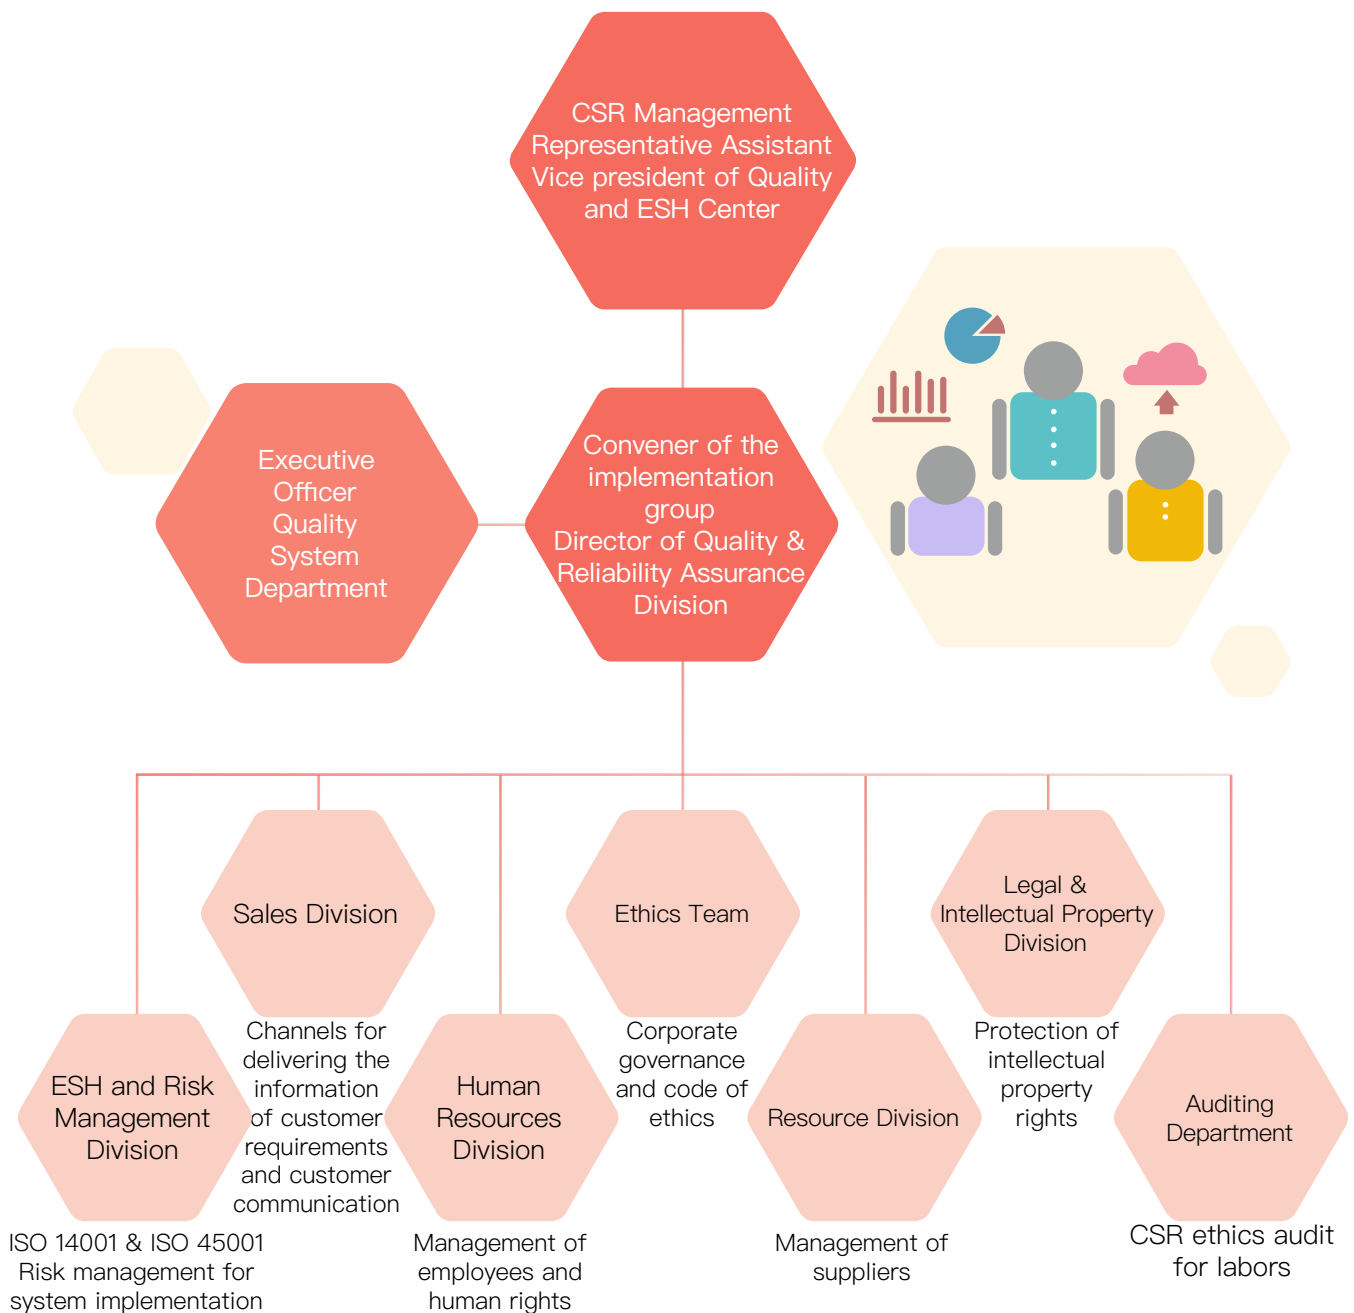 CSR Management
Representative Assistant
Vice president of Quality
and ESH Center
Executive
Officer
Quality
System
Department
Convener of the
implementation
group
Director of Quality &
Reliability Assurance
Division
Sales Division
Channels for
delivering the
information
of customer
requirements
and customer
communication
Ethics Team
Corporate
governance
and code of
ethics
Legal &
Intellectual Property
Division
Protection of
intellectual
property
rights
ESH and Risk
Management
Division
ISO 14001 & ISO 45001
Risk management for
system implementation
Human
Resources
Division
Management of
employees and
human rights
Resource Division
Management of
suppliers
Auditing
Department
CSR ethics audit
for labors